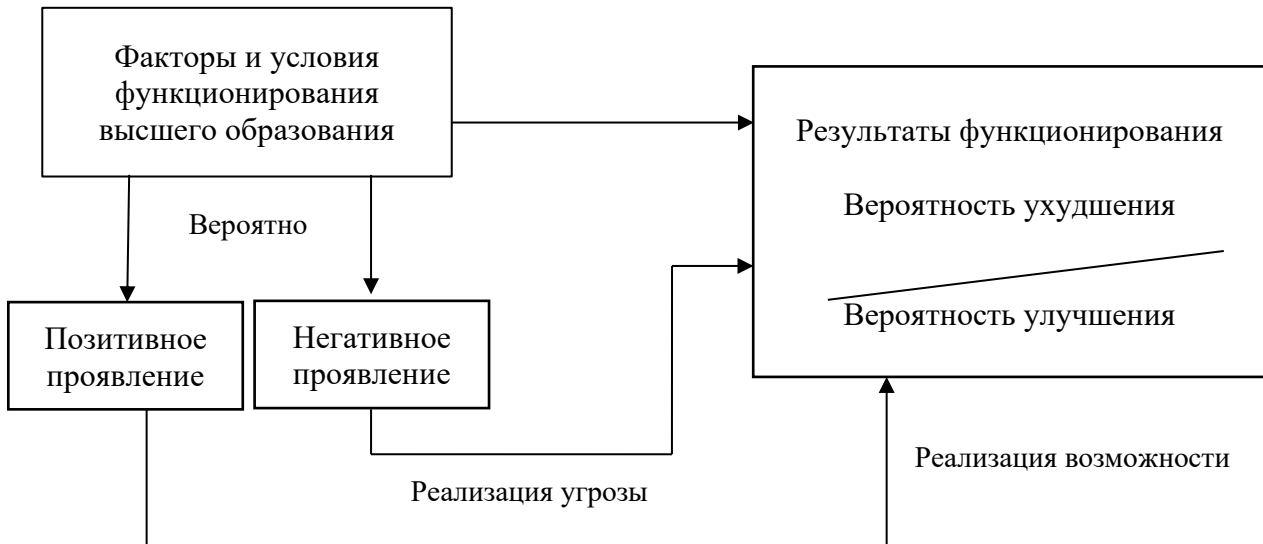 Факторы и условия
функционирования
высшего образования
Результаты функционирования
Вероятность ухудшения
Вероятно
Вероятность улучшения
Позитивное
проявление
Негативное
проявление
Реализация возможности
Реализация угрозы